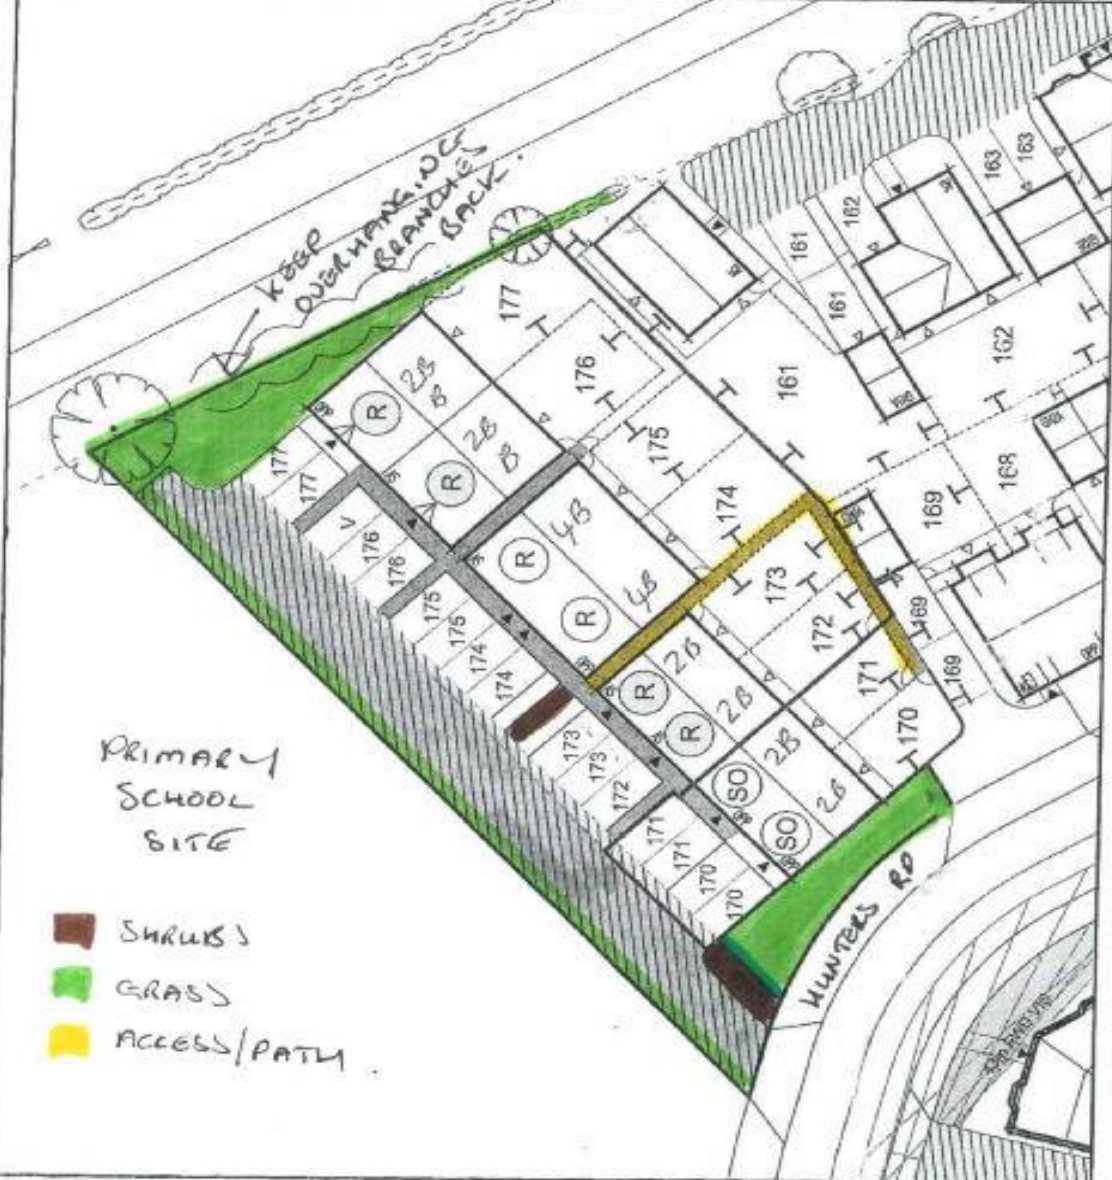 KEEP
OVERHANGING
BRANCHES
BACK.
177
176
175
174
173
172
171
170
161
161
161
162
162
163
163
168
169
169
169
2B
B
2B
B
4B
4B
2B
2B
2B
2B
R
R
R
R
R
R
SO
SO
177
177
V
176
176
175
175
174
174
173
173
172
171
171
170
170
PRIMARY
SCHOOL
SITE
SHRUBS
GRASS
ACCESS/PATH.
HUNTERS RD